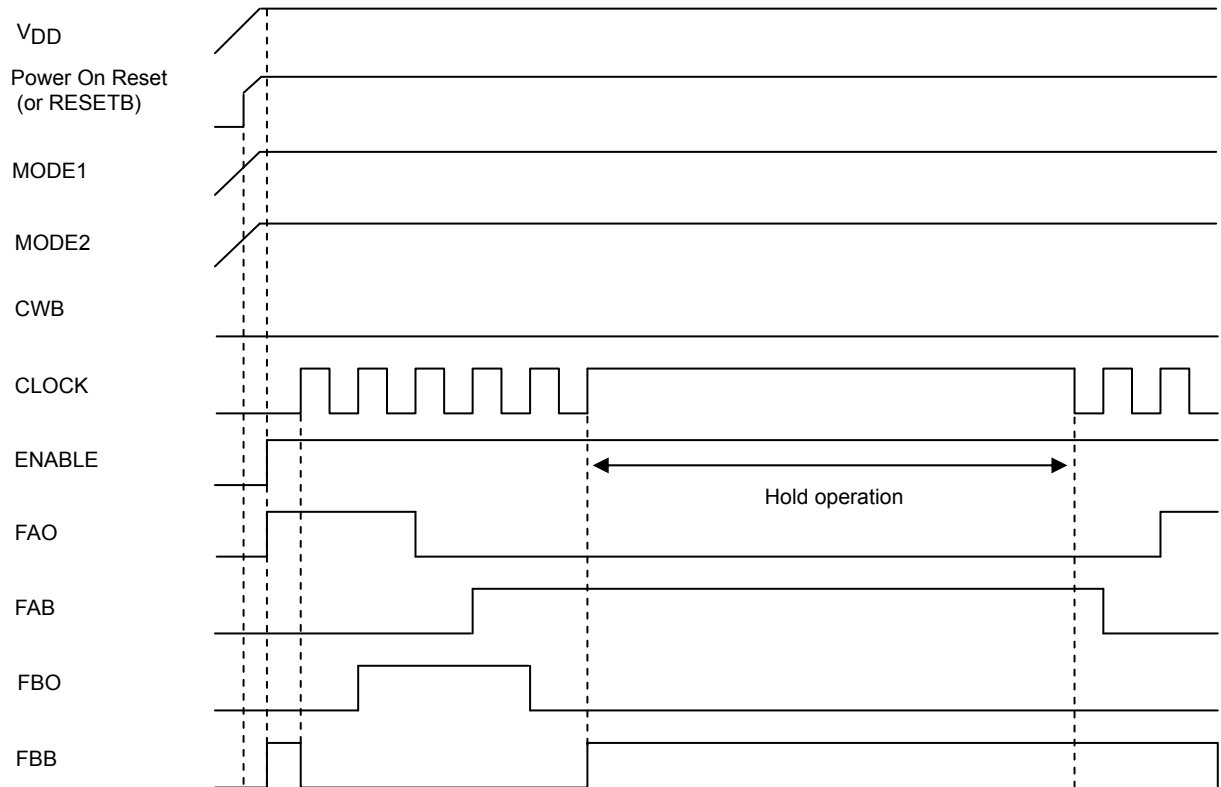 VDD
Power On Reset
(or RESETB)
MODE1
MODE2
CWB
CLOCK
ENABLE
Hold operation
FAO
FAB
FBO
FBB